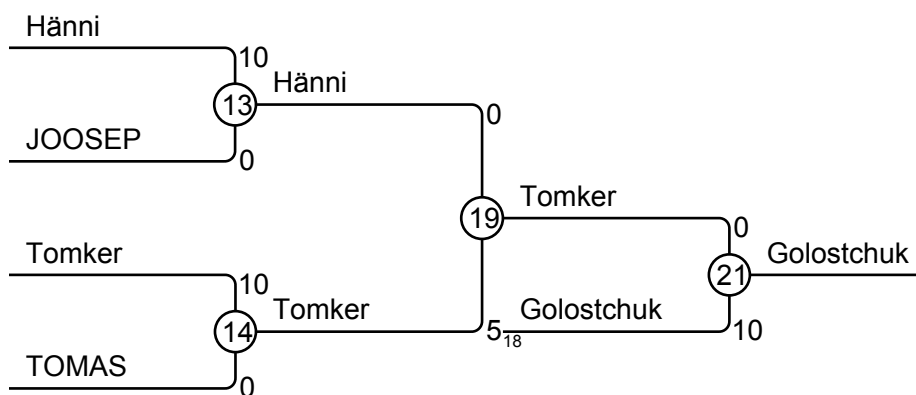 Hänni
10
13
Hänni
JOOSEP
0
0
19
Tomker
Tomker
10
14
Tomker
TOMAS
0
5
18
Golostchuk
0
21
Golostchuk
10